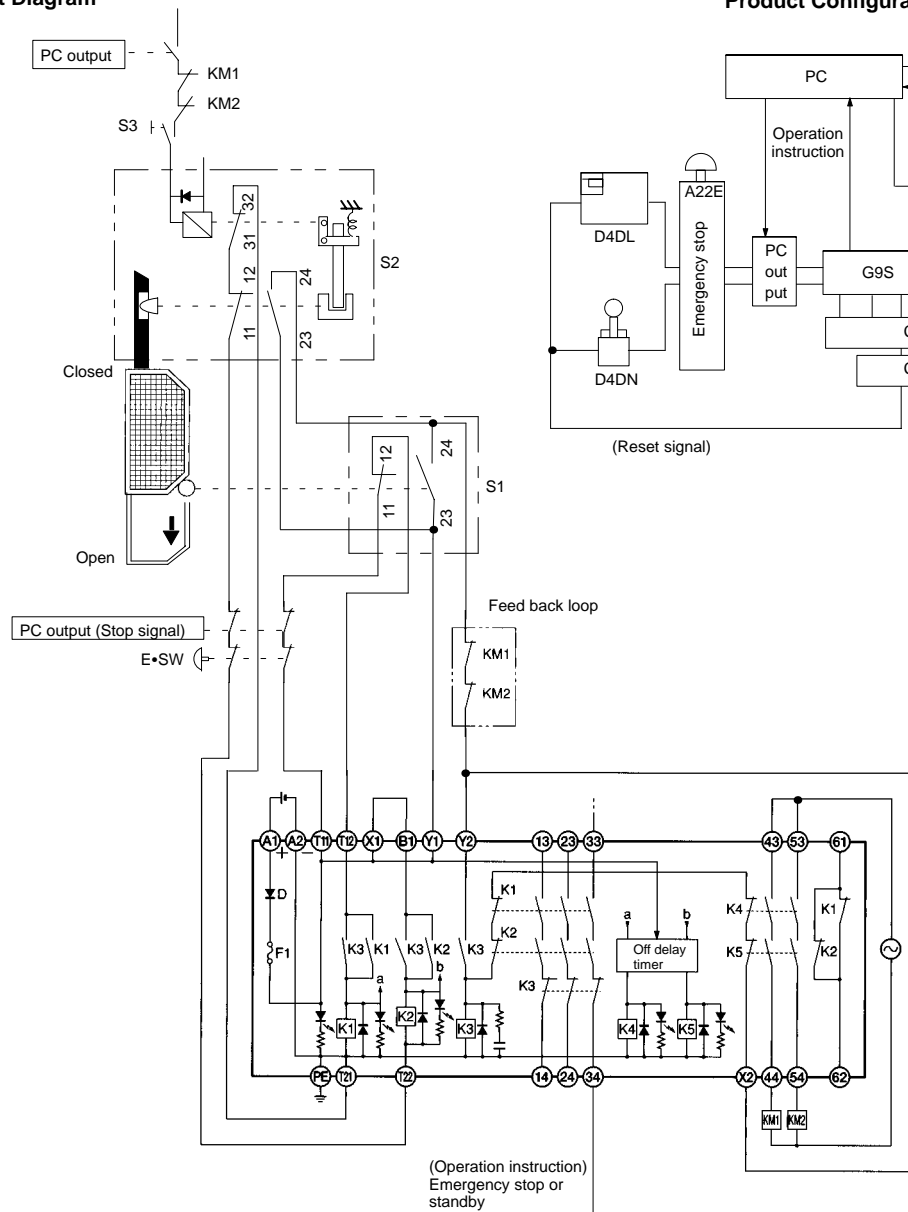 t Diagram
Product Configura
PC output
KM1
KM2
S3
32
31
12
11
24
23
S2
Closed
Open
12
11
24
23
S1
PC output (Stop signal)
E•SW
Feed back loop
KM1
KM2
PC
Operation
instruction
D4DL
D4DN
A22E
Emergency stop
PC
out
put
G9S
C
C
(Reset signal)
A1 A2 T11 T12 X1 B1 Y1 Y2 13 23 33 43 53 61
+ -
D
F1
K3 K1 K3 K2 K3
a
b
K1
K2
K3
K1
K2
K3
a b
Off delay
timer
K4 K5
K4
K5
K1
K2
PE T21 T22 14 24 34 X2 44 54 62
KM1 KM2
(Operation instruction)
Emergency stop or
standby